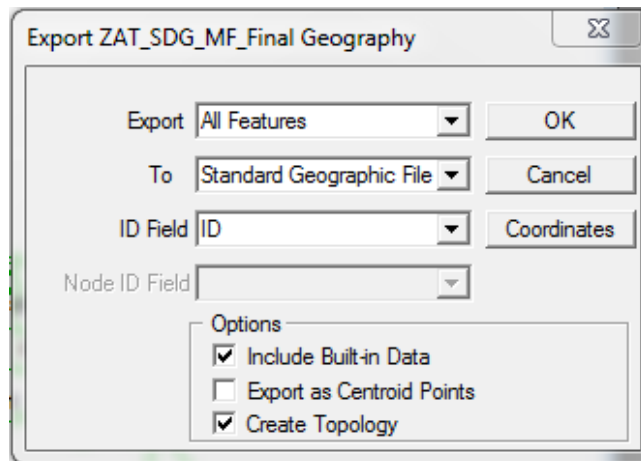 Export ZAT_SDG_MF_Final Geography
Export All Features OK
To Standard Geographic File Cancel
ID Field ID Coordinates
Node ID Field
Options
Include Built-in Data
Export as Centroid Points
Create Topology